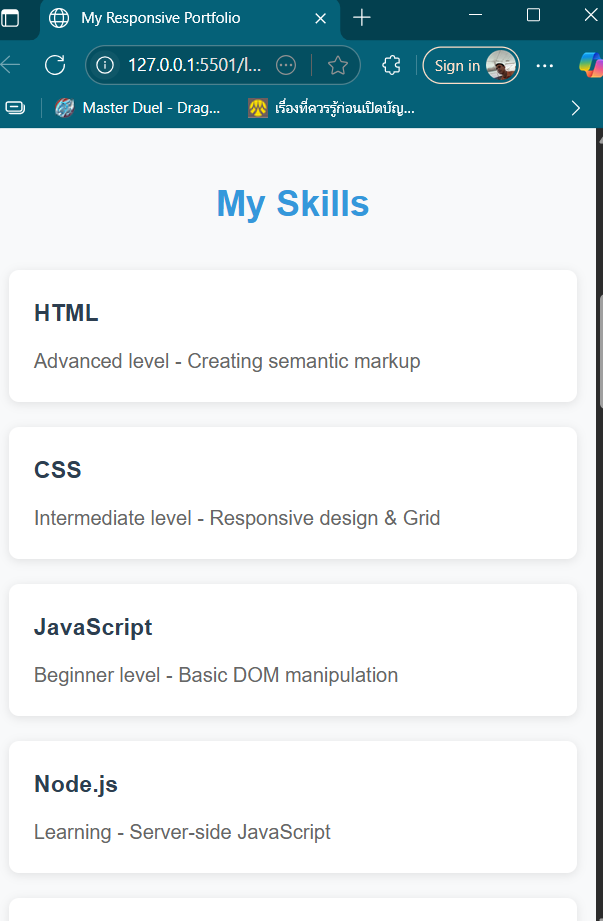 My Responsive Portfolio
127.0.0.1:5501/l...
Sign in
Master Duel - Drag...
เรื่องที่ควรรู้ก่อนเปิดบัญ...
My Skills
HTML
Advanced level - Creating semantic markup
CSS
Intermediate level - Responsive design & Grid
JavaScript
Beginner level - Basic DOM manipulation
Node.js
Learning - Server-side JavaScript